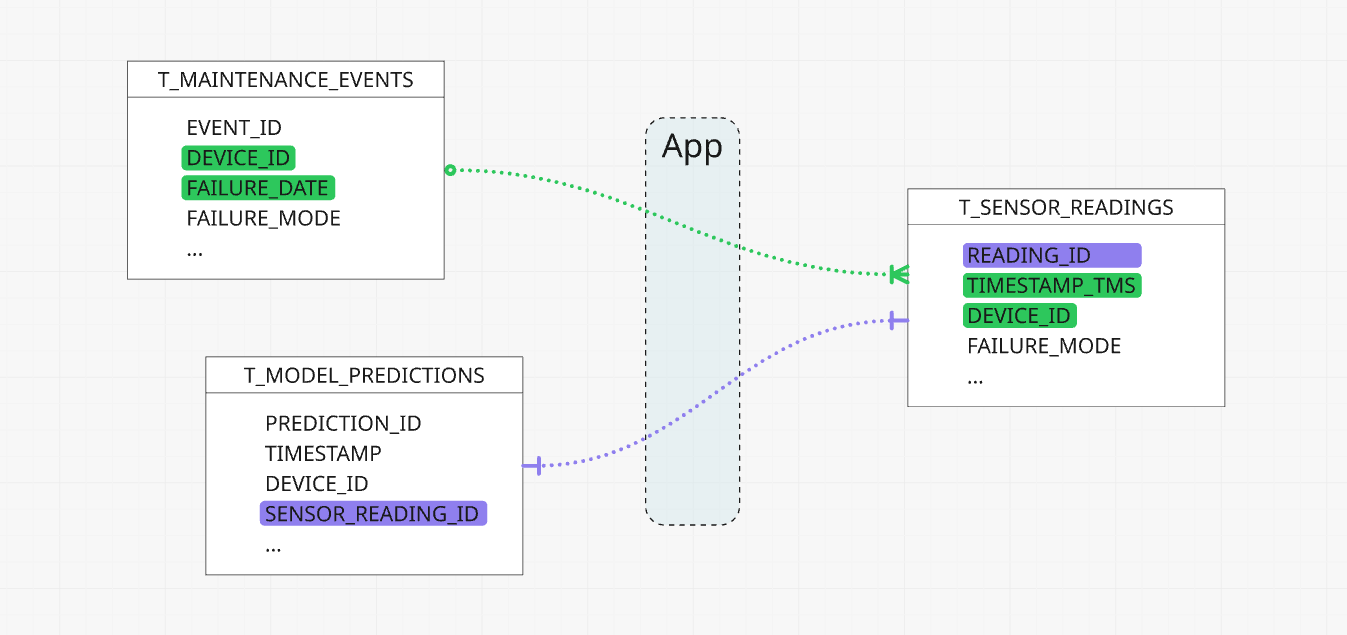 T_MAINTENANCE_EVENTS
EVENT_ID
DEVICE_ID
FAILURE_DATE
FAILURE_MODE
...
App
T_SENSOR_READINGS
READING_ID
TIMESTAMP_TMS
DEVICE_ID
FAILURE_MODE
...
T_MODEL_PREDICTIONS
PREDICTION_ID
TIMESTAMP
DEVICE_ID
SENSOR_READING_ID
...